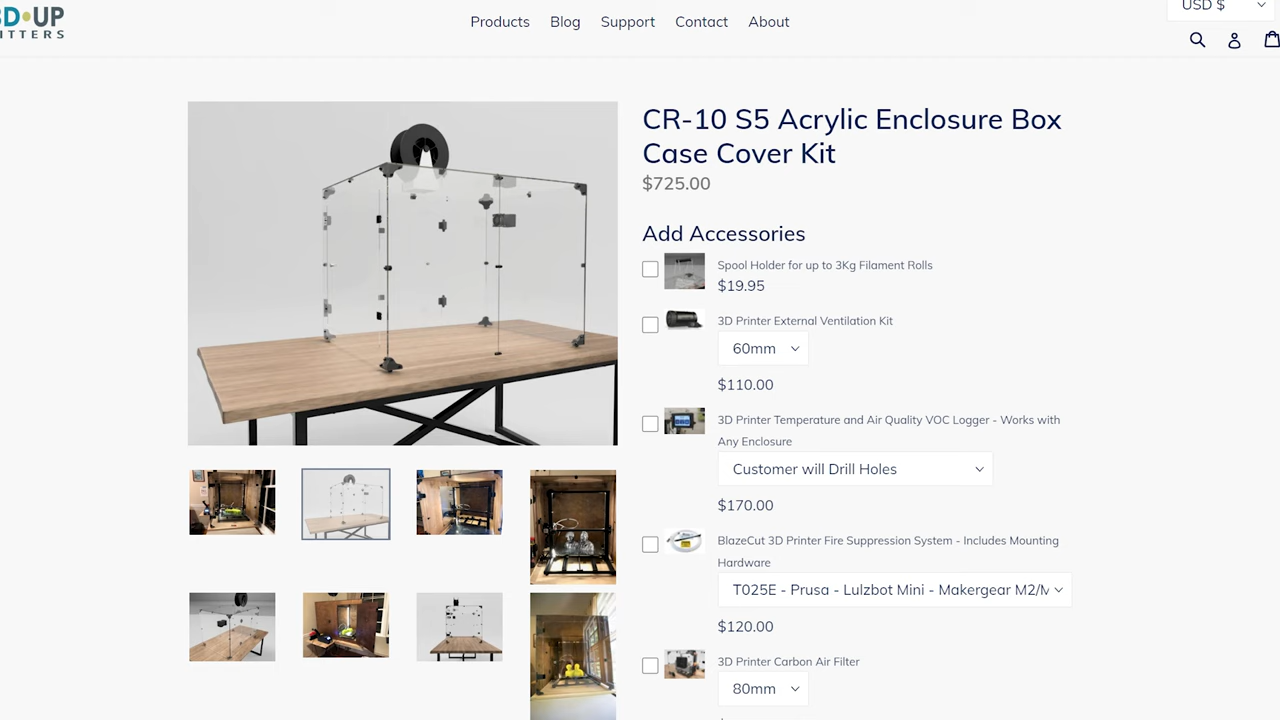 3D UP
ITTERS
Products Blog Support Contact About
USD $
CR-10 S5 Acrylic Enclosure Box
Case Cover Kit
$725.00
Add Accessories
Spool Holder for up to 3Kg Filament Rolls
$19.95
3D Printer External Ventilation Kit
60mm
$110.00
3D Printer Temperature and Air Quality VOC Logger - Works with
Any Enclosure
Customer will Drill Holes
$170.00
BlazeCut 3D Printer Fire Suppression System - Includes Mounting
Hardware
T025E - Prusa - Lulzbot Mini - Makergear M2/M
$120.00
3D Printer Carbon Air Filter
80mm